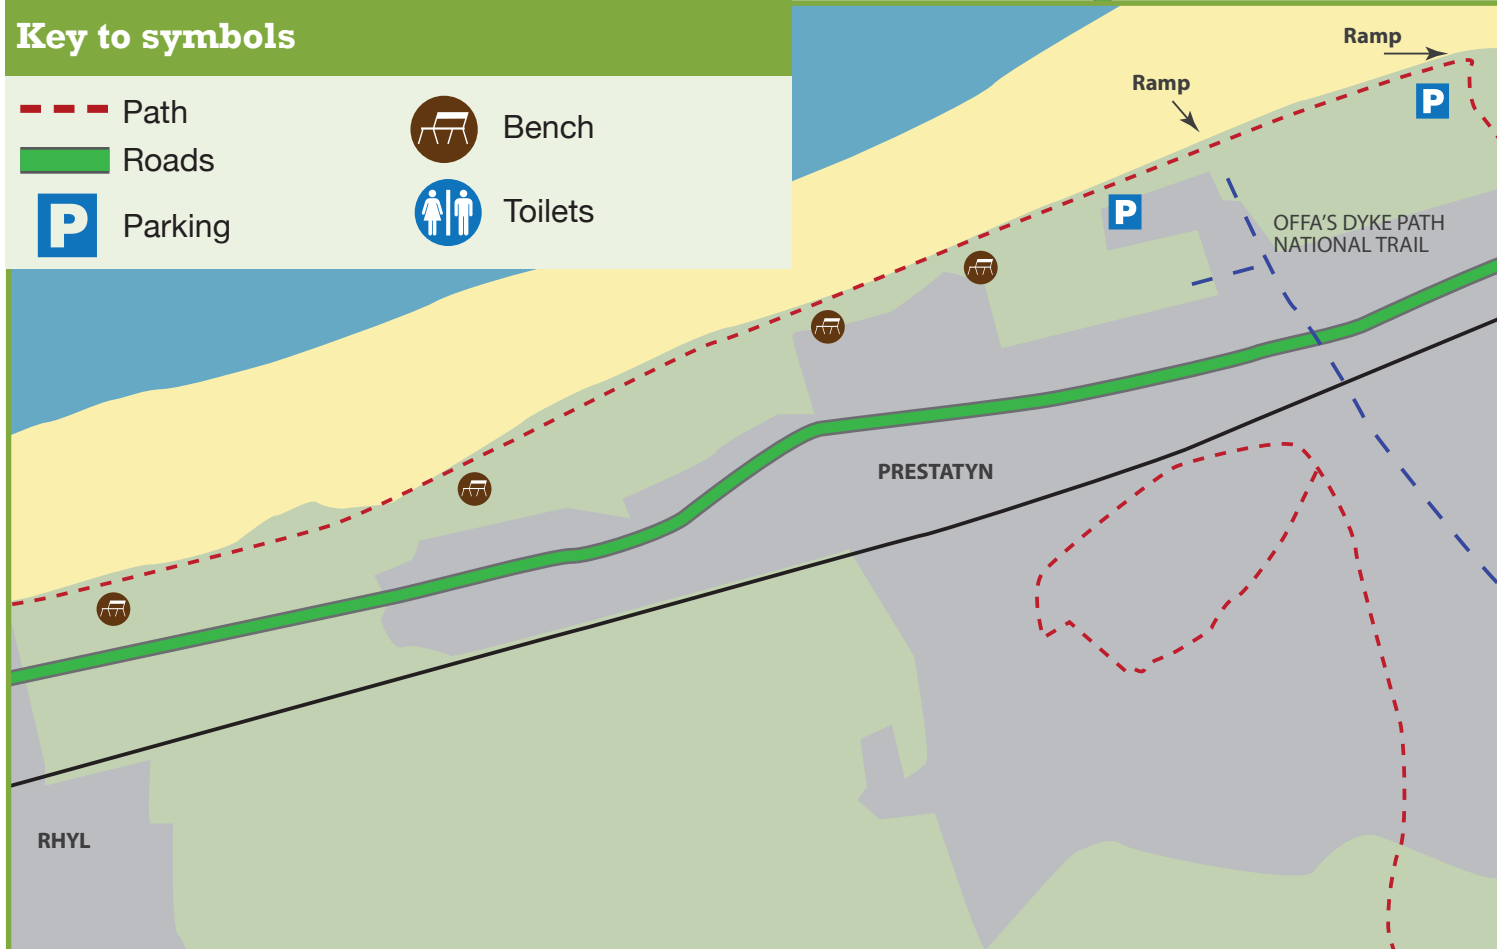 Key to symbols
Path
Roads
P Parking
Bench
Toilets
Ramp
Ramp
P
P
OFFA'S DYKE PATH
NATIONAL TRAIL
PRESTATYN
RHYL